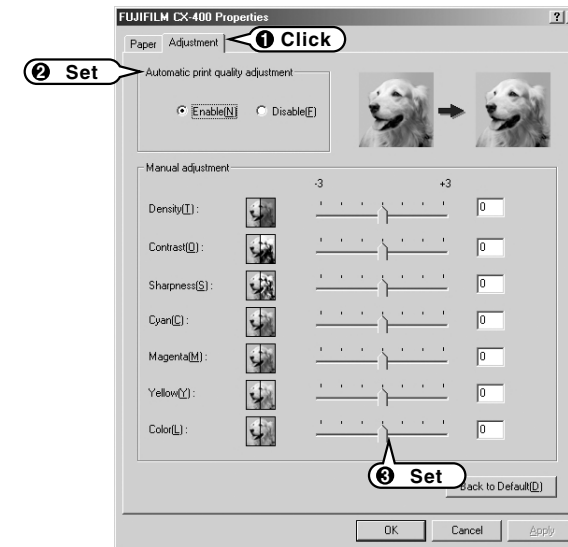 FUJIFILM CX-400 Properties
?
Paper Adjustment
❶ Click
❷ Set
Automatic print quality adjustment
Enable(N) Disable(F)
Manual adjustment
-3 +3
Density(T) : 0
Contrast(O) : 0
Sharpness(S) : 0
Cyan(C) : 0
Magenta(M) : 0
Yellow(Y) : 0
Color(L) : 0
❸ Set
Back to Default(D)
OK Cancel Apply